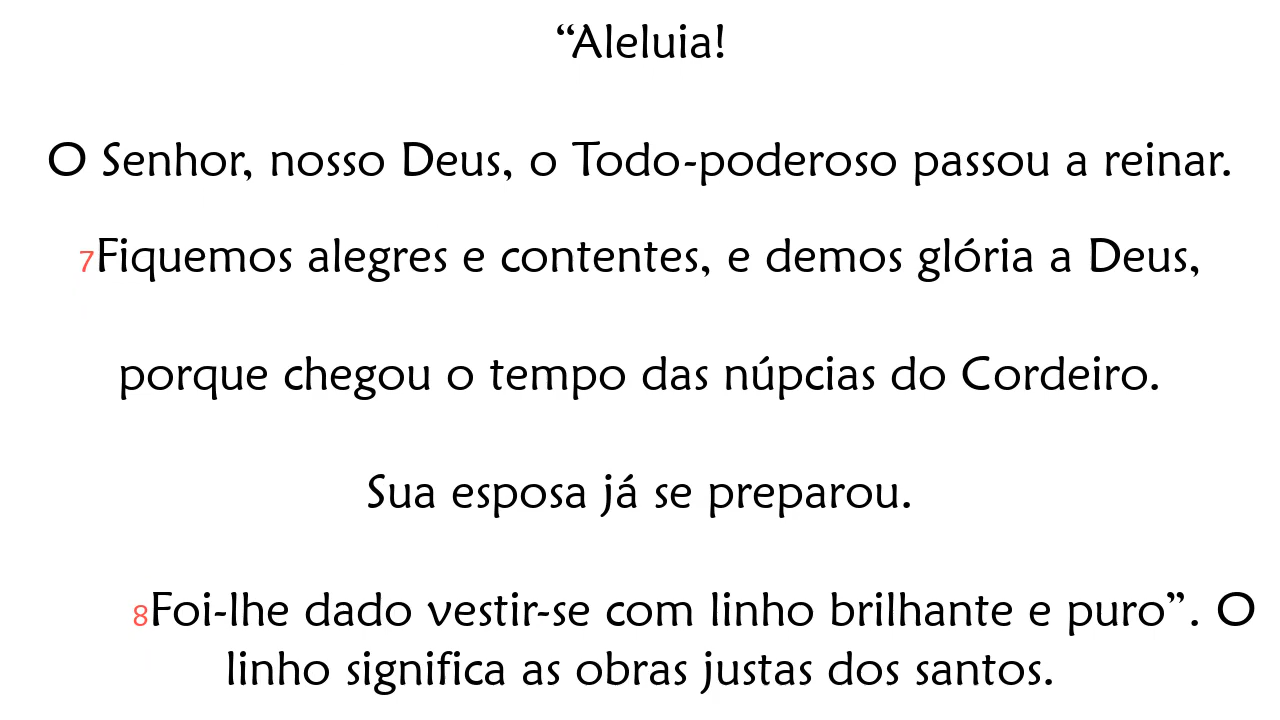 “Aleluia!
O Senhor, nosso Deus, o Todo-poderoso passou a reinar.
7Fiquemos alegres e contentes, e demos glória a Deus,
porque chegou o tempo das núpcias do Cordeiro.
Sua esposa já se preparou.
8Foi-lhe dado vestir-se com linho brilhante e puro”. O
linho significa as obras justas dos santos.